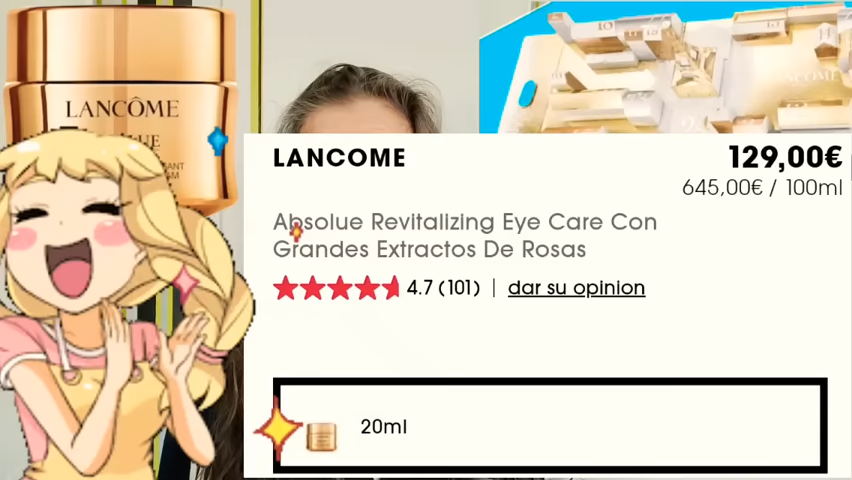 LANCÔME
LANCOME
129,00€
645,00€ / 100ml
Absolue Revitalizing Eye Care Con
Grandes Extractos De Rosas
4.7 (101) | dar su opinion
20ml